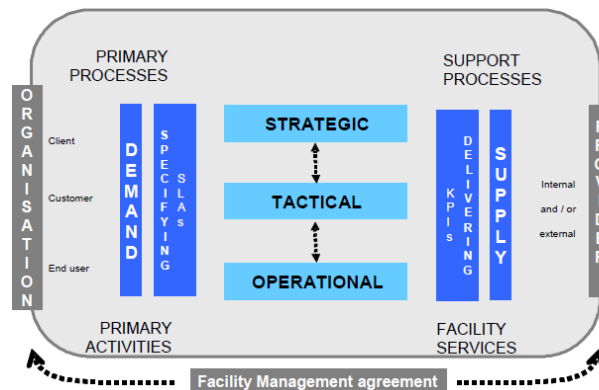 PRIMARY
PROCESSES
SUPPORT
PROCESSES
ORGANISATION
Client
Customer
End user
DEMAND
SPECIFYING
SLAs
STRATEGIC
TACTICAL
OPERATIONAL
KPIs
DELIVERING
SUPPLY
Internal
and / or
external
PRIMARY
ACTIVITIES
FACILITY
SERVICES
Facility Management agreement